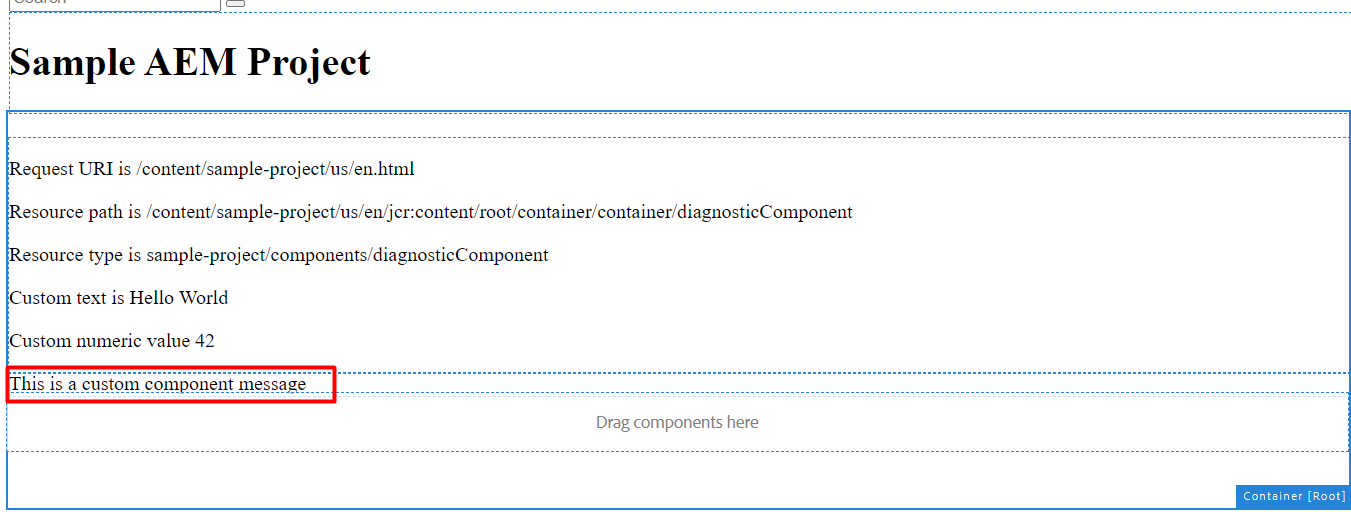 Sample AEM Project
Request URI is /content/sample-project/us/en.html
Resource path is /content/sample-project/us/en/jcr:content/root/container/container/diagnosticComponent
Resource type is sample-project/components/diagnosticComponent
Custom text is Hello World
Custom numeric value 42
This is a custom component message
Drag components here
Container [Root]